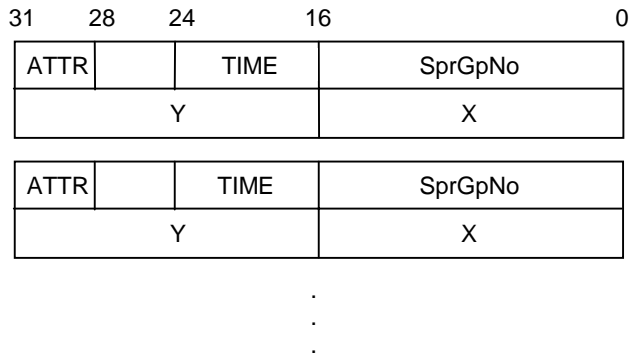 31 28 24 16 0
ATTR TIME SprGpNo
Y X
ATTR TIME SprGpNo
Y X
.
.
.